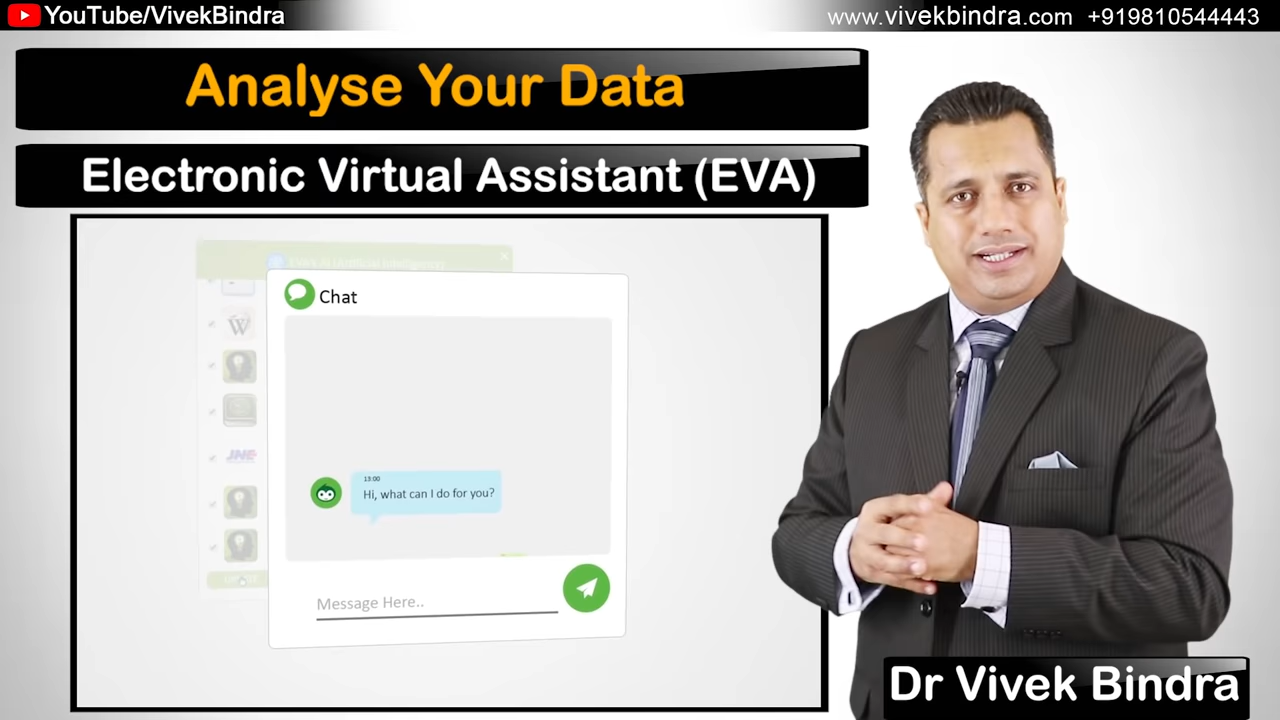 YouTube/VivekBindra
www.vivekbindra.com +919810544443
Analyse Your Data
Electronic Virtual Assistant (EVA)
Chat
W
JNE
13:00
Hi, what can I do for you?
Message Here..
Dr Vivek Bindra